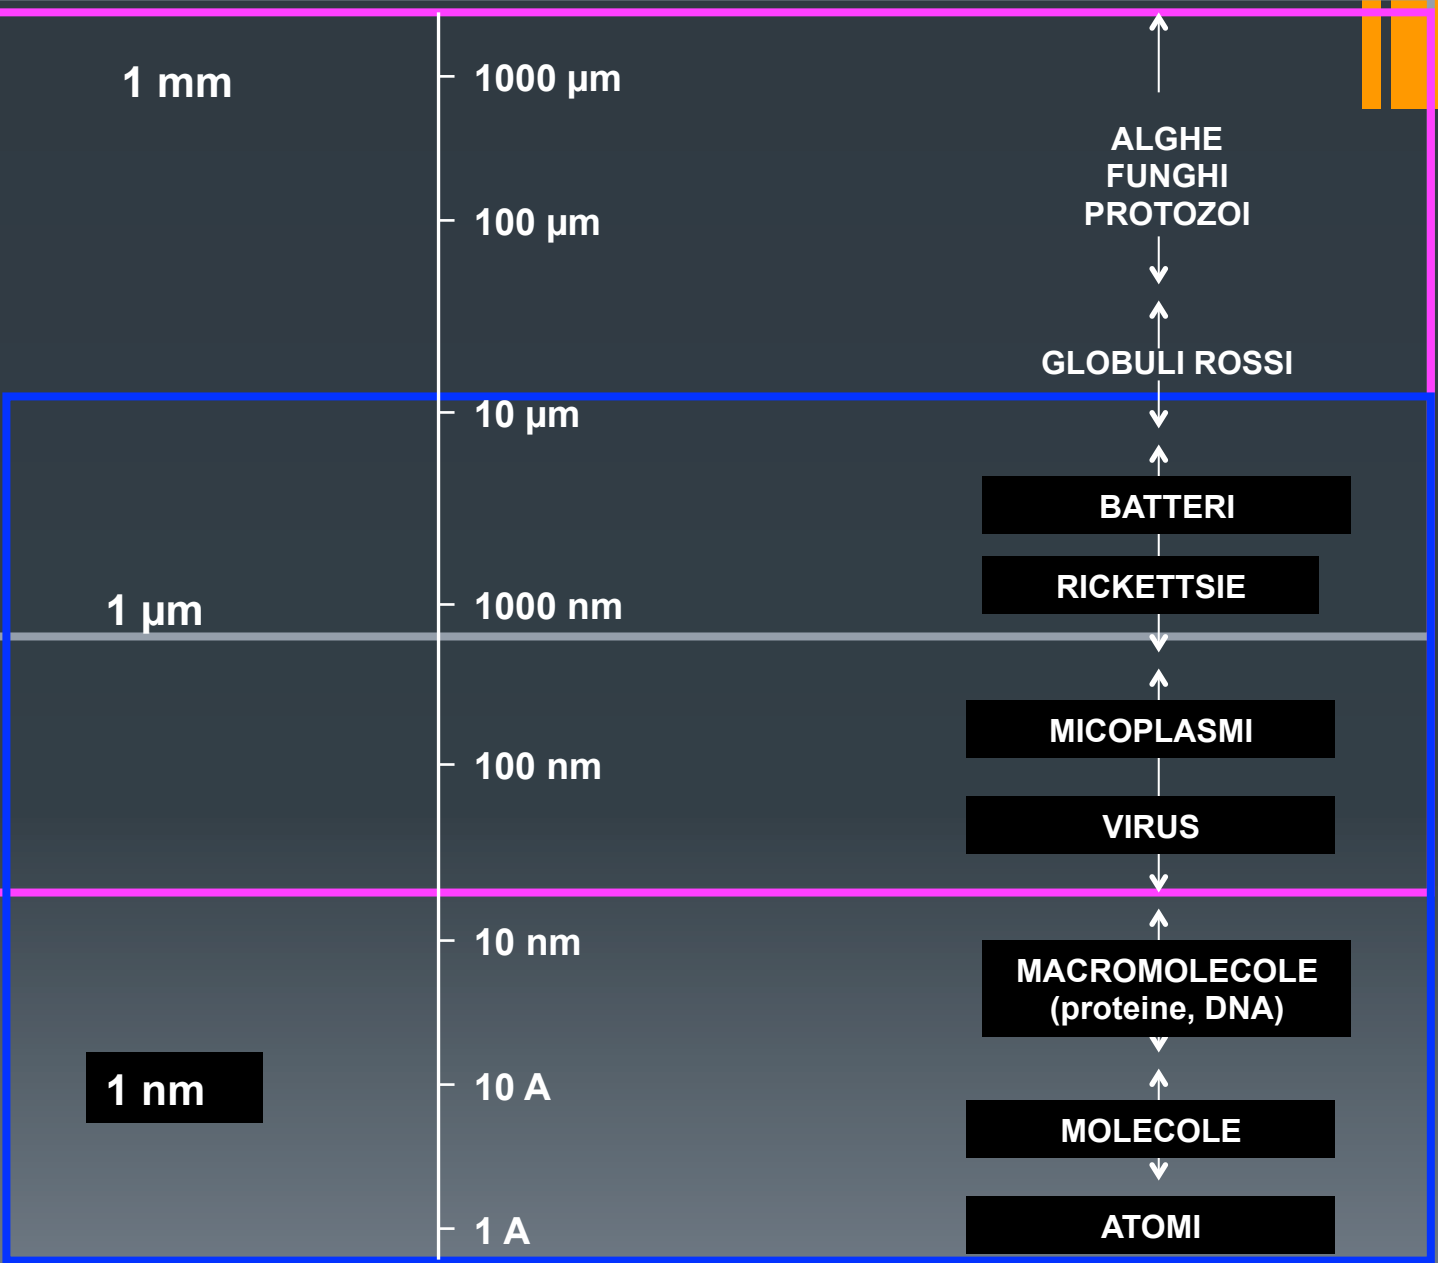 1 mm
1000 µm
ALGHE
FUNGHI
PROTOZOI
100 µm
GLOBULI ROSSI
10 µm
BATTERI
RICKETTSIE
1 µm
1000 nm
MICOPLASMI
100 nm
VIRUS
10 nm
MACROMOLECOLE
(proteine, DNA)
1 nm
10 A
MOLECOLE
1 A
ATOMI